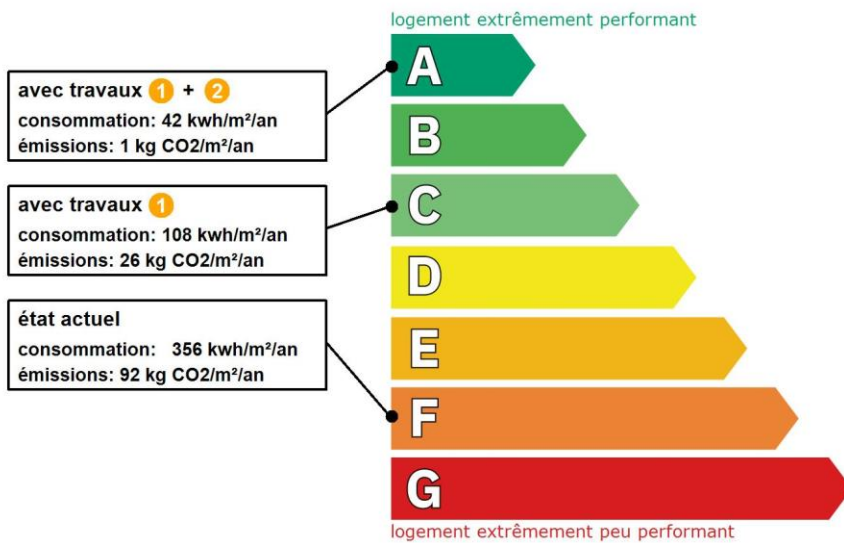 logement extrêmement performant
A
avec travaux 1 + 2
consommation: 42 kwh/m²/an
émissions: 1 kg CO2/m²/an
B
avec travaux 1
consommation: 108 kwh/m²/an
émissions: 26 kg CO2/m²/an
C
D
état actuel
consommation: 356 kwh/m²/an
émissions: 92 kg CO2/m²/an
E
F
G
logement extrêmement peu performant